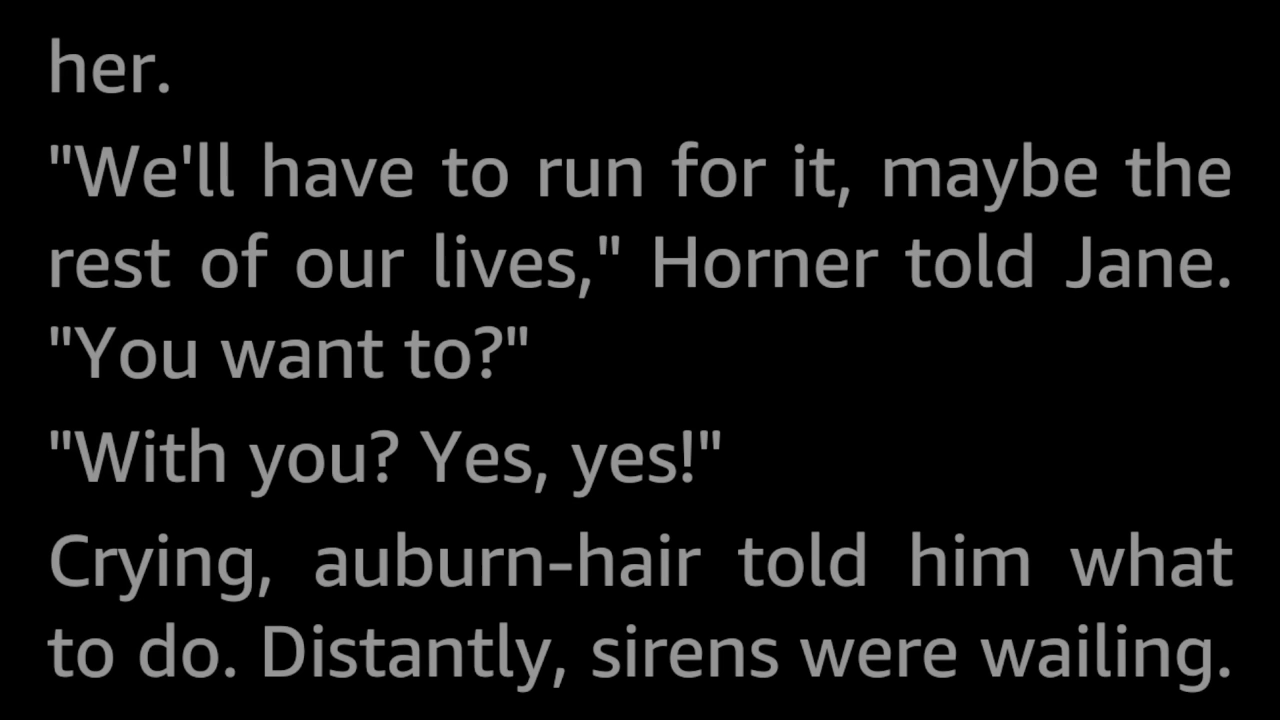 her.
"We'll have to run for it, maybe the
rest of our lives," Horner told Jane.
"You want to?"
"With you? Yes, yes!"
Crying, auburn-hair told him what
to do. Distantly, sirens were wailing.